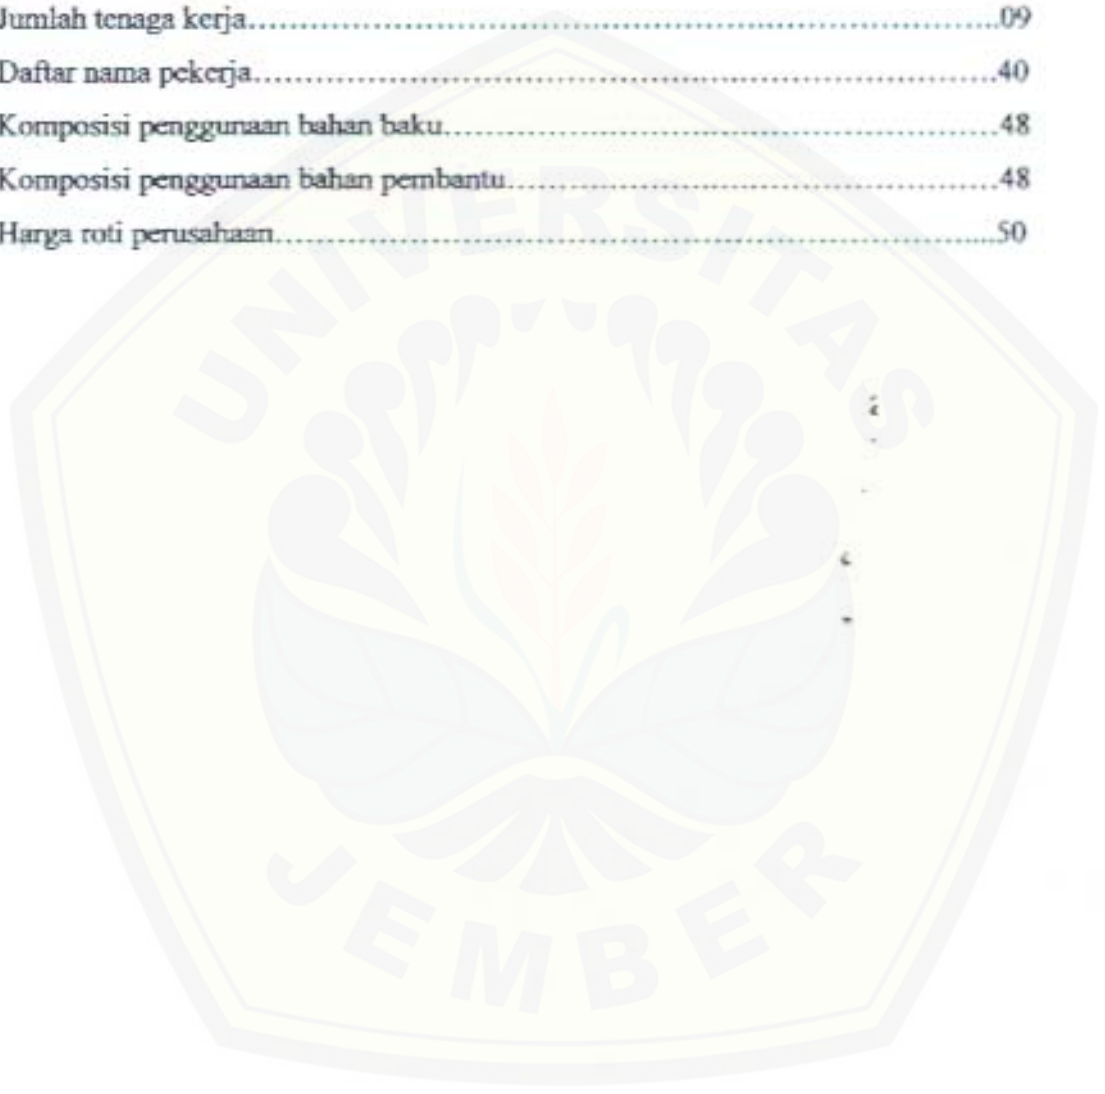 Jumlah tenaga kerja....................................................................................09
Daftar nama pekerja...................................................................................40
Komposisi penggunaan bahan baku..............................................................48
Komposisi penggunaan bahan pembantu.......................................................48
Harga roti perusahaan.................................................................................50
UNIVERSITAS
JEMBER